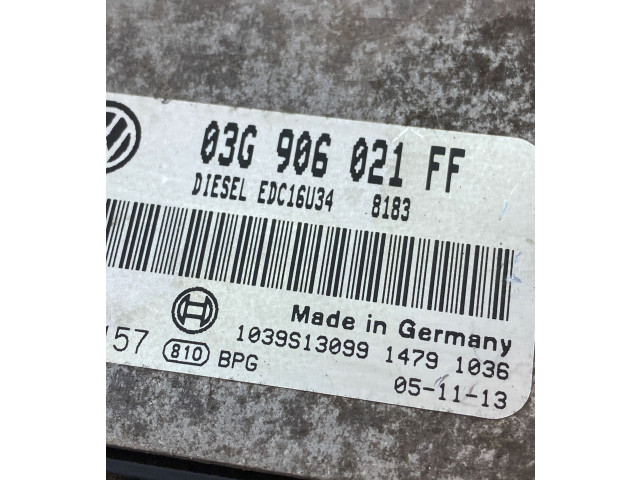 03G 906 021 FF
DIESEL EDC16U34 8183
Made in Germany
1039S13099 1479 1036
/57 810 BPG
05-11-13